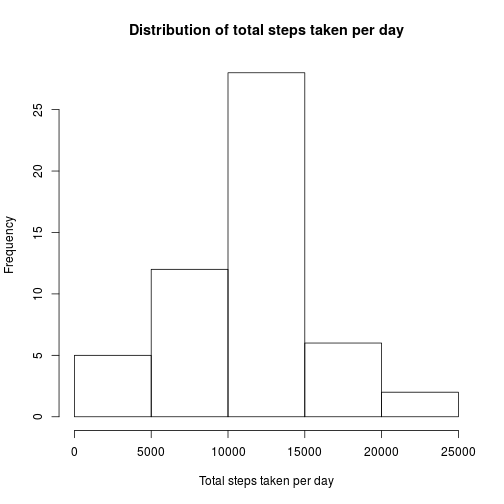 Distribution of total steps taken per day
Frequency
25
20
15
10
5
0
0 5000 10000 15000 20000 25000
Total steps taken per day